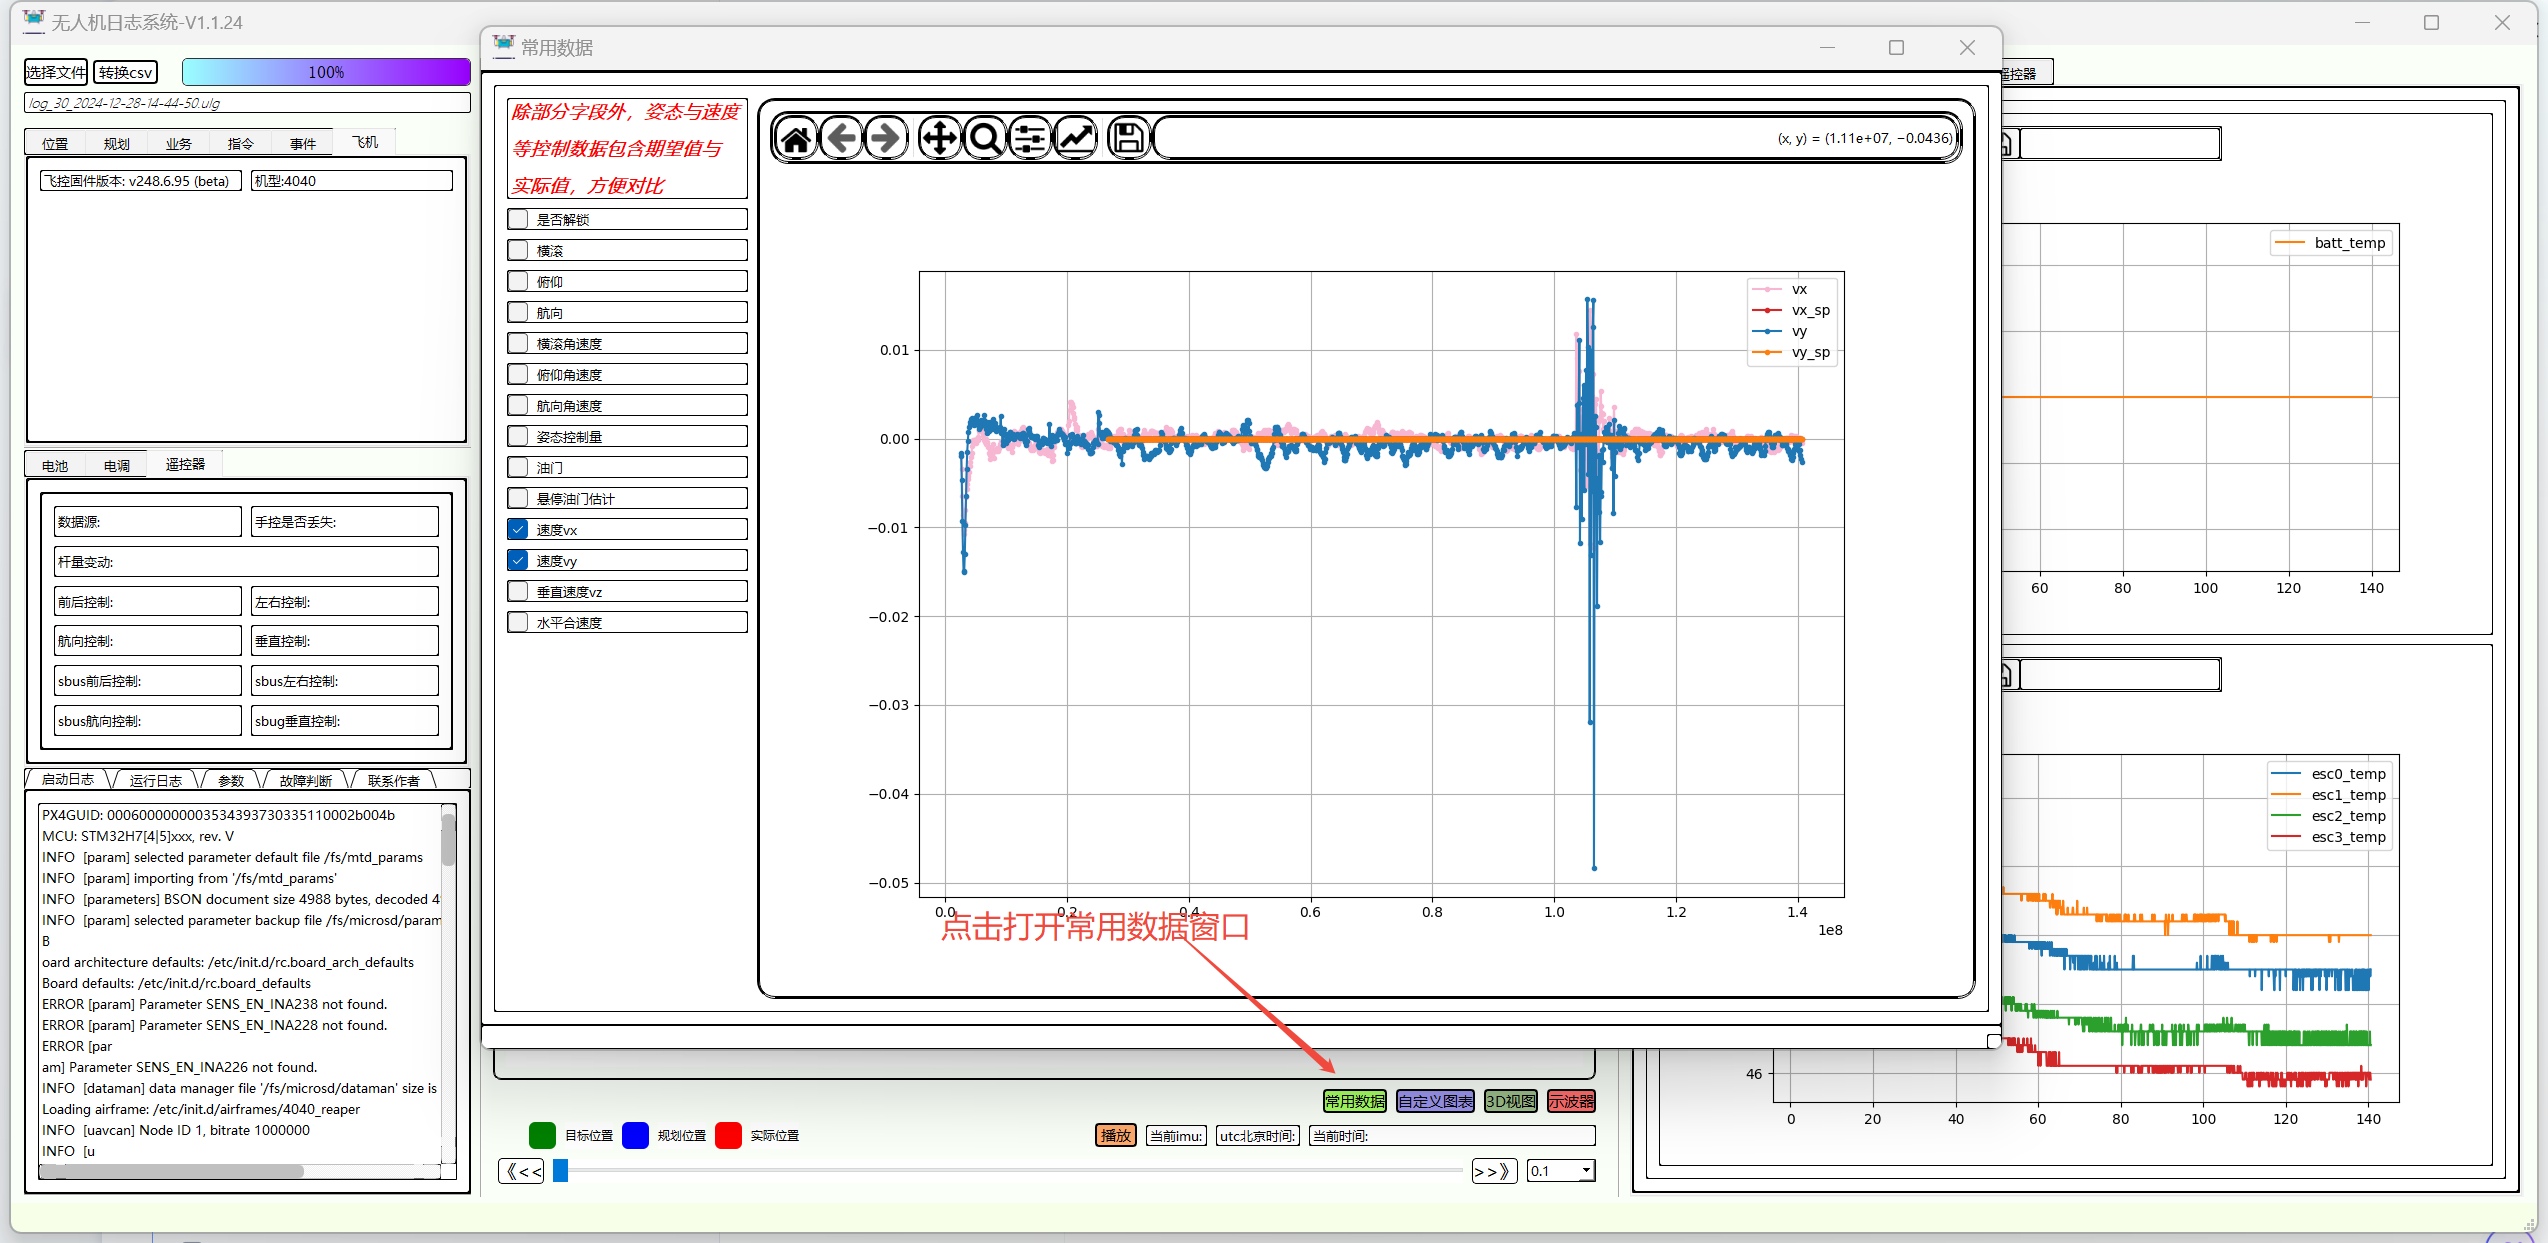 无人机日志系统-V1.1.24
选择文件
转换csv
100%
log_30_2024-12-28-14-44-50.ulg
位置
规划
业务
指令
事件
飞机
飞控固件版本: v248.6.95 (beta)
机型:4040
电池
电调
遥控器
数据源:
手控是否丢失:
杆量变动:
前后控制:
左右控制:
航向控制:
垂直控制:
sbus前后控制:
sbus左右控制:
sbus航向控制:
sbug垂直控制:
启动日志
运行日志
参数
故障判断
联系作者
PX4GUID: 000600000000353439373033511000​2b004b
MCU: STM32H7[4|5]xxx, rev. V
INFO [param] selected parameter default file /fs/mtd_params
INFO [param] importing from '/fs/mtd_params'
INFO [parameters] BSON document size 4988 bytes, decoded 4
INFO [param] selected parameter backup file /fs/microsd/param
B
oard architecture defaults: /etc/init.d/rc.board_arch_defaults
Board defaults: /etc/init.d/rc.board_defaults
ERROR [param] Parameter SENS_EN_INA238 not found.
ERROR [param] Parameter SENS_EN_INA228 not found.
ERROR [par
am] Parameter SENS_EN_INA226 not found.
INFO [dataman] data manager file '/fs/microsd/dataman' size is
Loading airframe: /etc/init.d/airframes/4040_reaper
INFO [uavcan] Node ID 1, bitrate 1000000
INFO [u
常用数据
除部分字段外，姿态与速度
等控制数据包含期望值与
实际值，方便对比
是否解锁
横滚
俯仰
航向
横滚角速度
俯仰角速度
航向角速度
姿态控制量
油门
悬停油门估计
速度vx
速度vy
垂直速度vz
水平合速度
(x, y) = (1.11e+07, −0.0436)
vx
vx_sp
vy
vy_sp
0.01
0.00
−0.01
−0.02
−0.03
−0.04
−0.05
0.0
0.2
0.4
0.6
0.8
1.0
1.2
1.4
1e8
点击打开常用数据窗口
常用数据
自定义图表
3D视图
示波器
目标位置
规划位置
实际位置
播放
当前imu:
utc北京时间:
当前时间:
《<<
>>》
0.1
遥控器
batt_temp
60
80
100
120
140
esc0_temp
esc1_temp
esc2_temp
esc3_temp
46
0
20
40
60
80
100
120
140